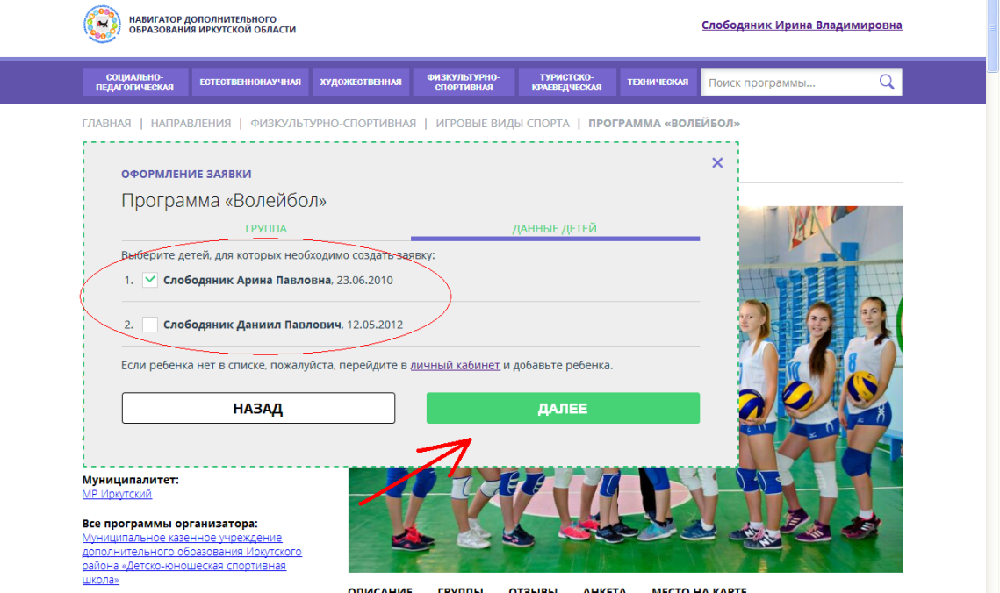 НАВИГАТОР ДОПОЛНИТЕЛЬНОГО
ОБРАЗОВАНИЯ ИРКУТСКОЙ ОБЛАСТИ
Слободяник Ирина Владимировна
СОЦИАЛЬНО-
ПЕДАГОГИЧЕСКАЯ
ЕСТЕСТВЕННОНАУЧНАЯ
ХУДОЖЕСТВЕННАЯ
ФИЗКУЛЬТУРНО-
СПОРТИВНАЯ
ТУРИСТСКО-
КРАЕВЕДЧЕСКАЯ
ТЕХНИЧЕСКАЯ
Поиск программы...
ГЛАВНАЯ | НАПРАВЛЕНИЯ | ФИЗКУЛЬТУРНО-СПОРТИВНАЯ | ИГРОВЫЕ ВИДЫ СПОРТА | ПРОГРАММА «ВОЛЕЙБОЛ»
ОФОРМЛЕНИЕ ЗАЯВКИ
Программа «Волейбол»
ГРУППА
ДАННЫЕ ДЕТЕЙ
Выберите детей, для которых необходимо создать заявку:
1. Слободяник Арина Павловна, 23.06.2010
2. Слободяник Даниил Павлович, 12.05.2012
Если ребенка нет в списке, пожалуйста, перейдите в личный кабинет и добавьте ребенка.
НАЗАД
ДАЛЕЕ
Муниципалитет:
МР Иркутский
Все программы организатора:
Муниципальное казенное учреждение
дополнительного образования Иркутского
района «Детско-юношеская спортивная
школа»
ОПИСАНИЕ ГРУППЫ ОТЗЫВЫ АНКЕТА МЕСТО НА КАРТЕ